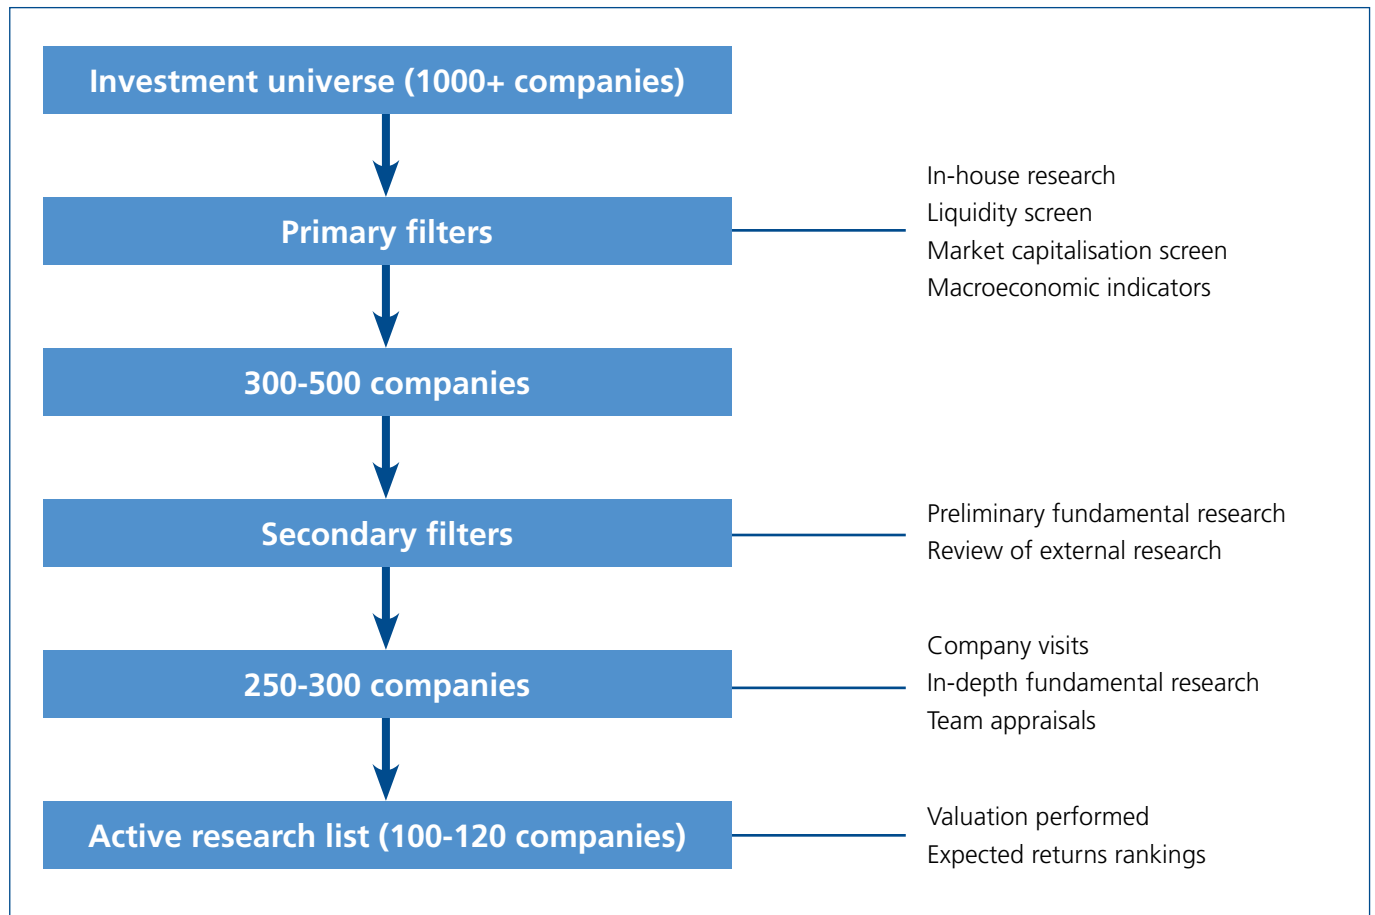 Investment universe (1000+ companies)
Primary filters
In-house research
Liquidity screen
Market capitalisation screen
Macroeconomic indicators
300-500 companies
Secondary filters
Preliminary fundamental research
Review of external research
250-300 companies
Company visits
In-depth fundamental research
Team appraisals
Active research list (100-120 companies)
Valuation performed
Expected returns rankings